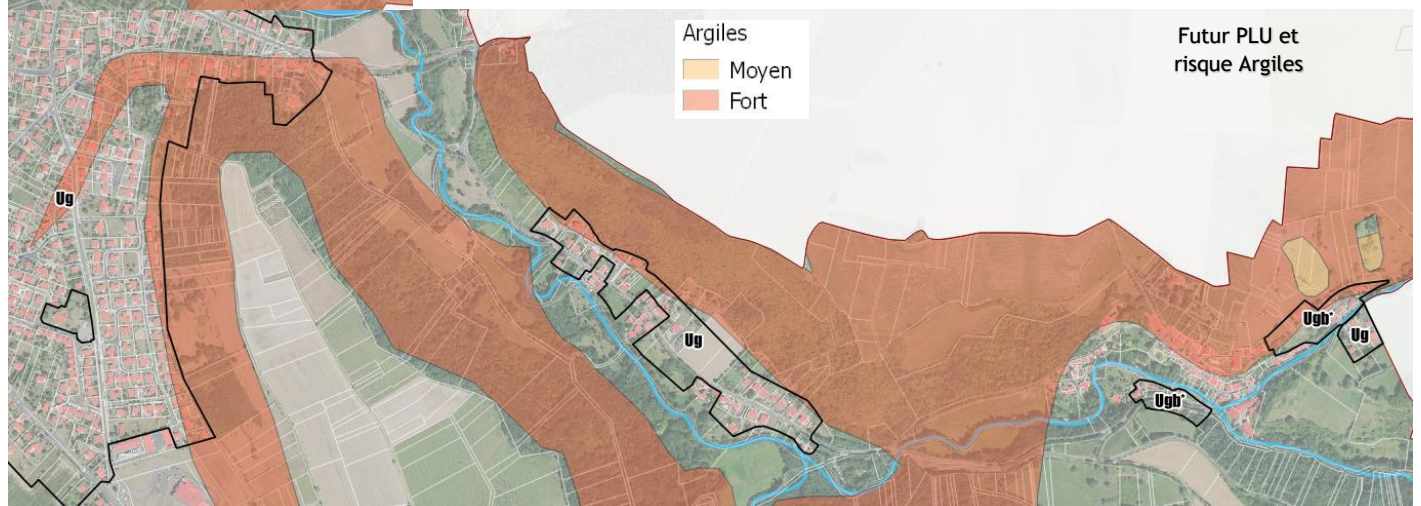 Argiles
Moyen
Fort
Futur PLU et
risque Argiles
Ug
Ug
Ugb*
Ug
Ugb*